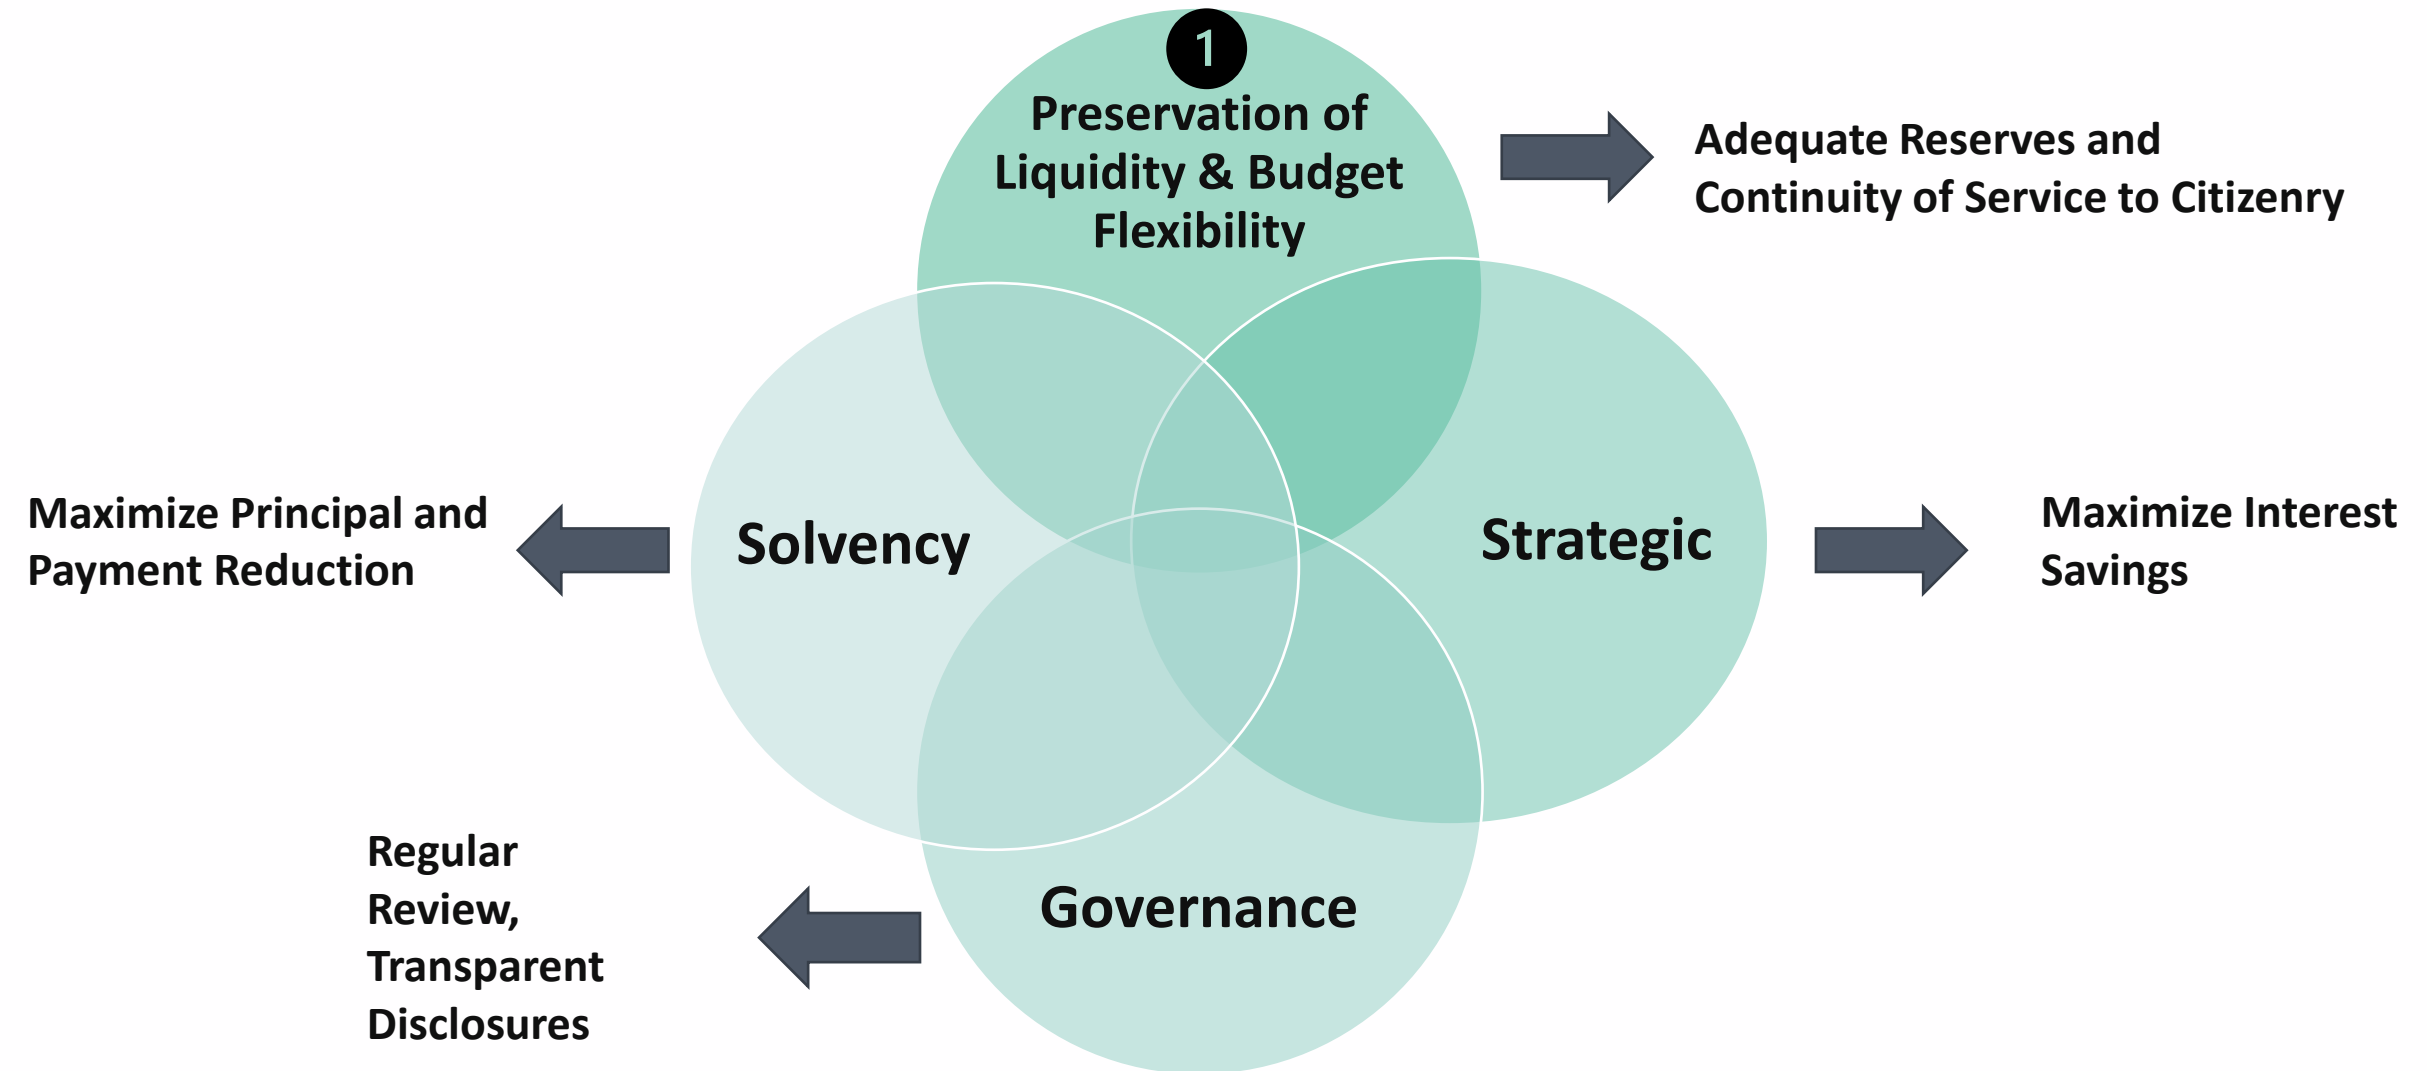 1
Preservation of
Liquidity & Budget
Flexibility
Adequate Reserves and
Continuity of Service to Citizenry
Maximize Principal and
Payment Reduction
Solvency
Strategic
Maximize Interest
Savings
Regular
Review,
Transparent
Disclosures
Governance